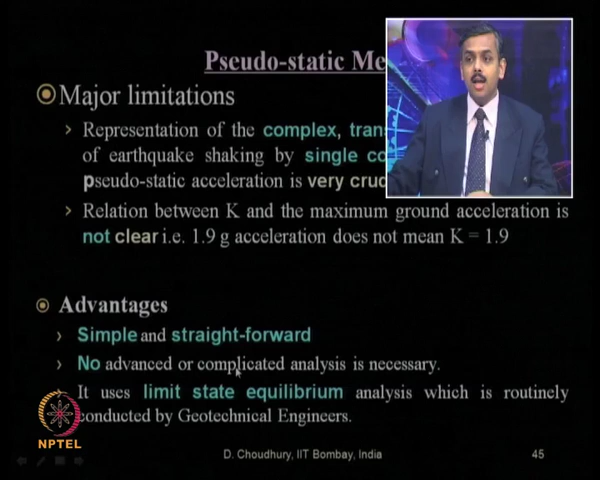 Pseudo-static Me
Major limitations
Representation of the complex,
of earthquake shaking by single
pseudo-static acceleration is very
Relation between K and the maximum ground acceleration is
not clear i.e. 1.9 g acceleration does not mean K = 1.9
Advantages
Simple and straight-forward
No advanced or complicated analysis is necessary.
It uses limit state equilibrium analysis which is routinely
conducted by Geotechnical Engineers.
NPTEL
D. Choudhury, IIT Bombay, India
45